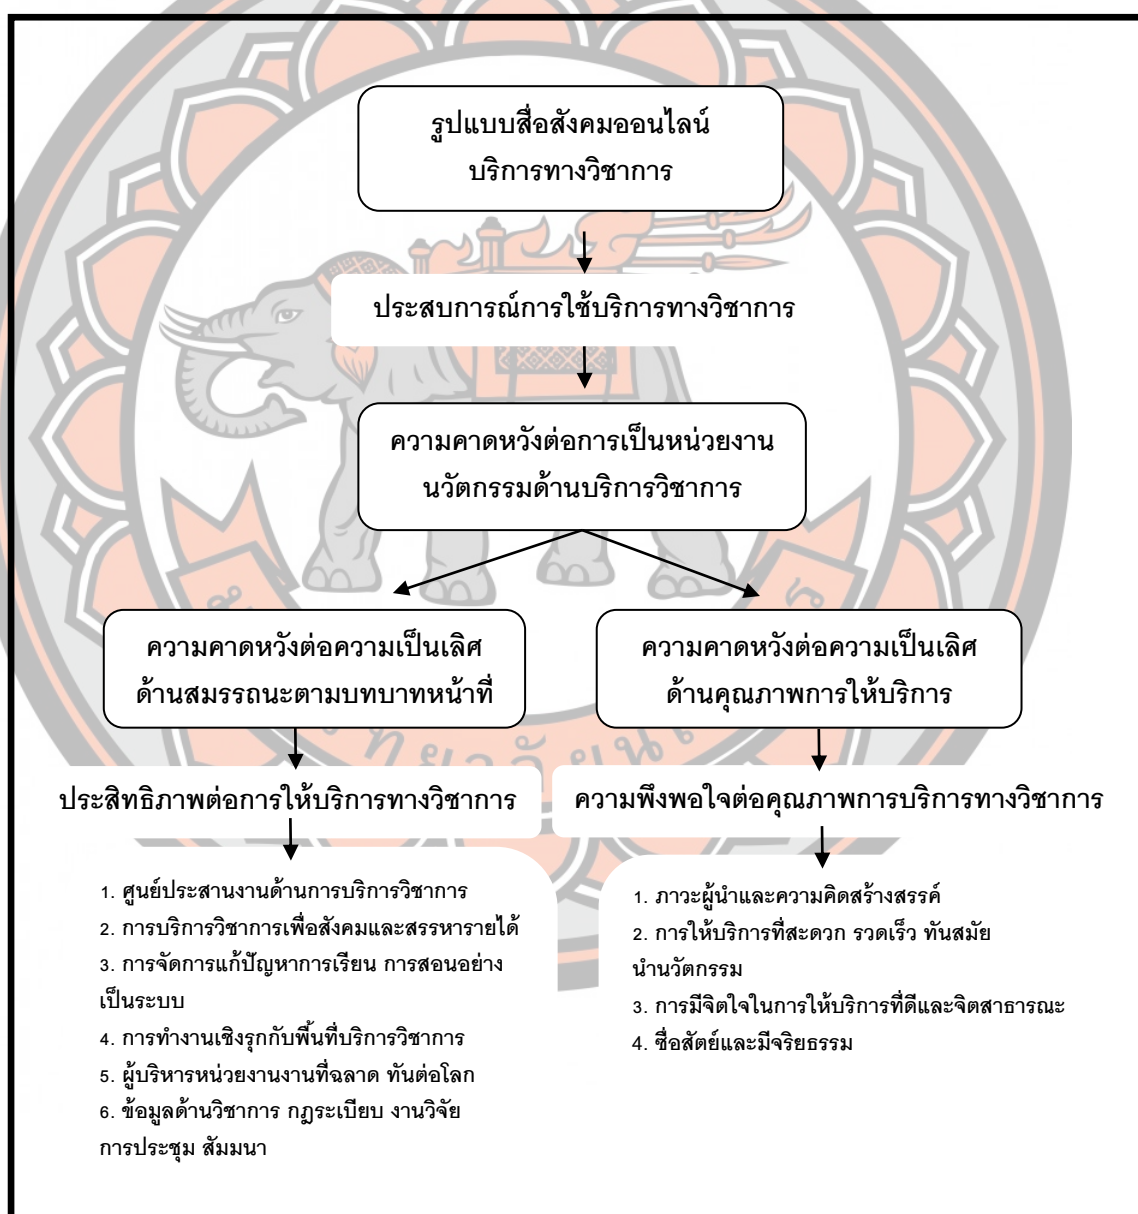 รูปแบบสื่อสังคมออนไลน์
บริการทางวิชาการ
ประสบการณ์การใช้บริการทางวิชาการ
ความคาดหวังต่อการเป็นหน่วยงาน
นวัตกรรมด้านบริการวิชาการ
ความคาดหวังต่อความเป็นเลิศ
ด้านสมรรถนะตามบทบาทหน้าที่
ความคาดหวังต่อความเป็นเลิศ
ด้านคุณภาพการให้บริการ
ประสิทธิภาพต่อการให้บริการทางวิชาการ
ความพึงพอใจต่อคุณภาพการบริการทางวิชาการ
1. ศูนย์ประสานงานด้านการบริการวิชาการ
2. การบริการวิชาการเพื่อสังคมและสรรหารายได้
3. การจัดการแก้ปัญหาการเรียน การสอนอย่าง
เป็นระบบ
4. การทำงานเชิงรุกกับพื้นที่บริการวิชาการ
5. ผู้บริหารหน่วยงานงานที่ฉลาด ทันต่อโลก
6. ข้อมูลด้านวิชาการ กฎระเบียบ งานวิจัย
การประชุม สัมมนา
1. ภาวะผู้นำและความคิดสร้างสรรค์
2. การให้บริการที่สะดวก รวดเร็ว ทันสมัย
นำนวัตกรรม
3. การมีจิตใจในการให้บริการที่ดีและจิตสาธารณะ
4. ซื่อสัตย์และมีจริยธรรม